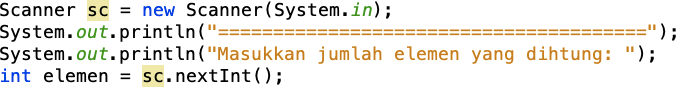 Scanner sc = new Scanner(System.in);
System.out.println("=======================================");
System.out.println("Masukkan jumlah elemen yang dihtung: ");
int elemen = sc.nextInt();